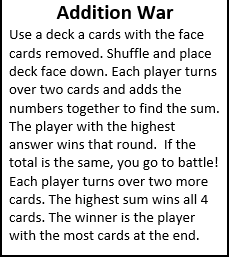 Addition War
Use a deck a cards with the face
cards removed. Shuffle and place
deck face down. Each player turns
over two cards and adds the
numbers together to find the sum.
The player with the highest
answer wins that round.  If the
total is the same, you go to battle!
Each player turns over two more
cards. The highest sum wins all 4
cards. The winner is the player
with the most cards at the end.